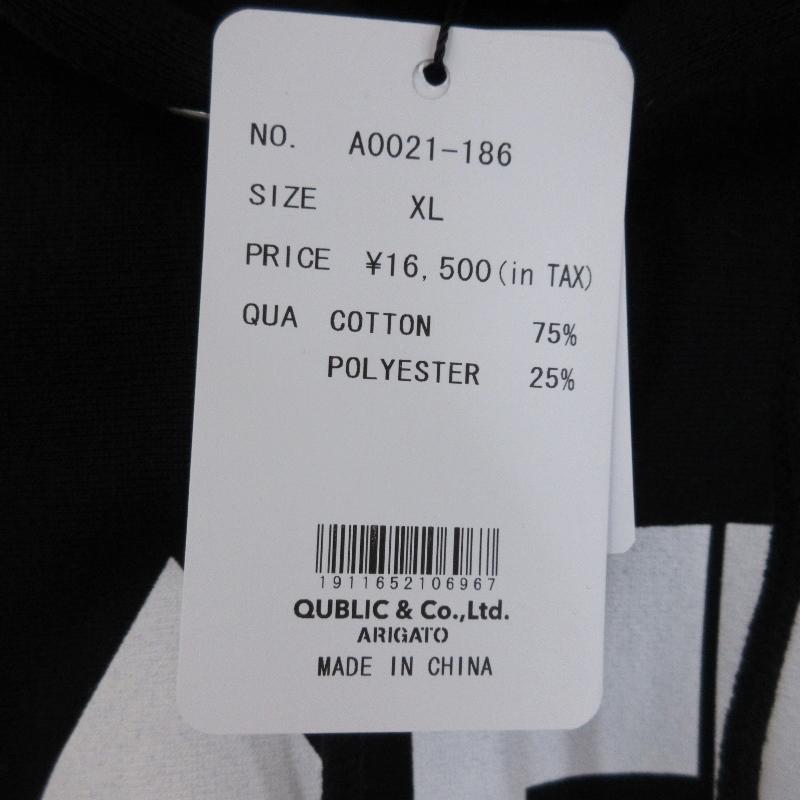 NO. A0021-186
SIZE XL
PRICE ¥16,500(in TAX)
QUA COTTON 75%
POLYESTER 25%
1911652106967
QUBLIC & Co.,Ltd.
ARIGATO
MADE IN CHINA